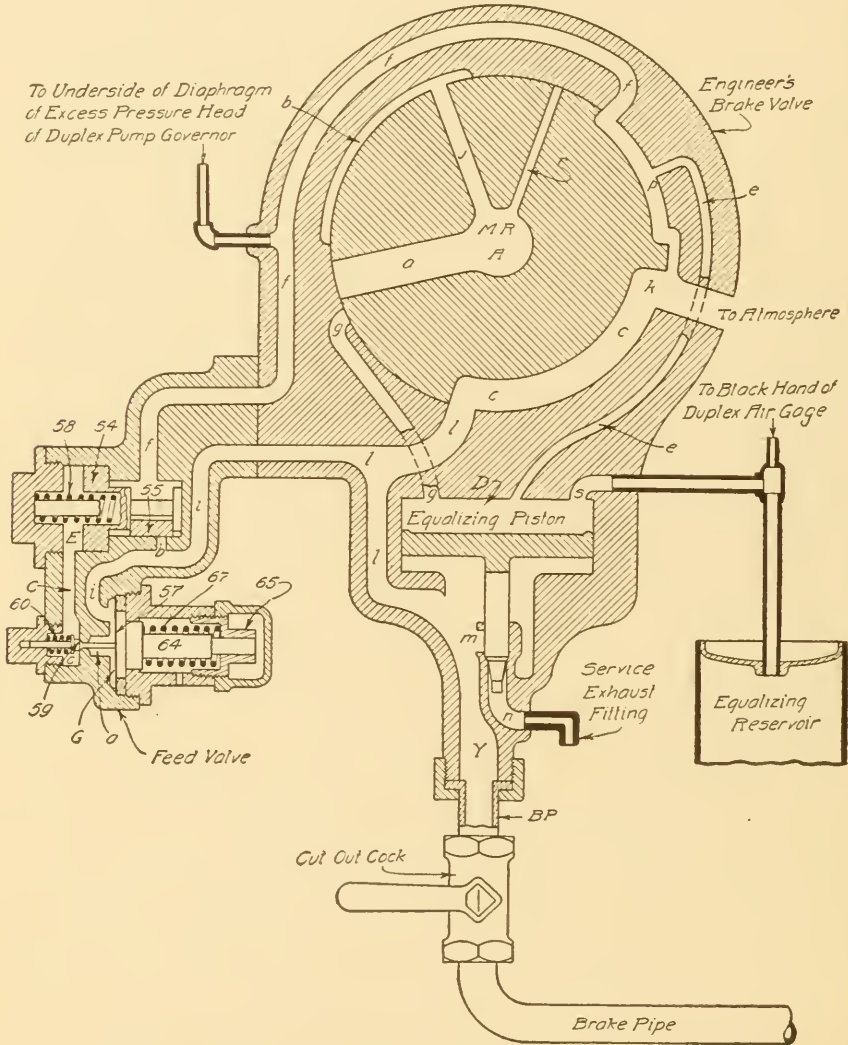 To Underside of Diaphragm
of Excess Pressure Head
of Duplex Pump Governor
Engineer's
Brake Valve
f
f
b
j
S
p
e
M R
A
a
k
To Atmosphere
f
g
c
c
To Black Hand of
Duplex Air Gage
58
54
f
l
l
e
55
D
g
s
Equalizing Piston
E
b
i
l
C
i
57
67
65
60
64
m
Service
Exhaust
Fitting
59
G
a
n
Equalizing
Reservoir
Feed Valve
Y
BP
Cut Out Cock
Brake Pipe